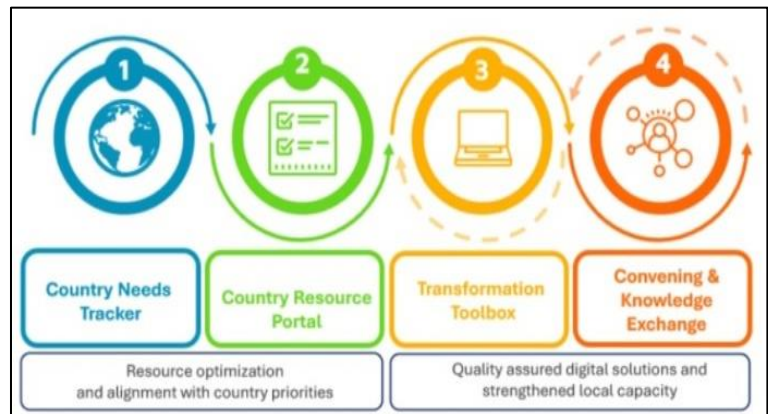 1
2
3
4
Country Needs
Tracker
Country Resource
Portal
Transformation
Toolbox
Convening &
Knowledge
Exchange
Resource optimization
and alignment with country priorities
Quality assured digital solutions and
strengthened local capacity